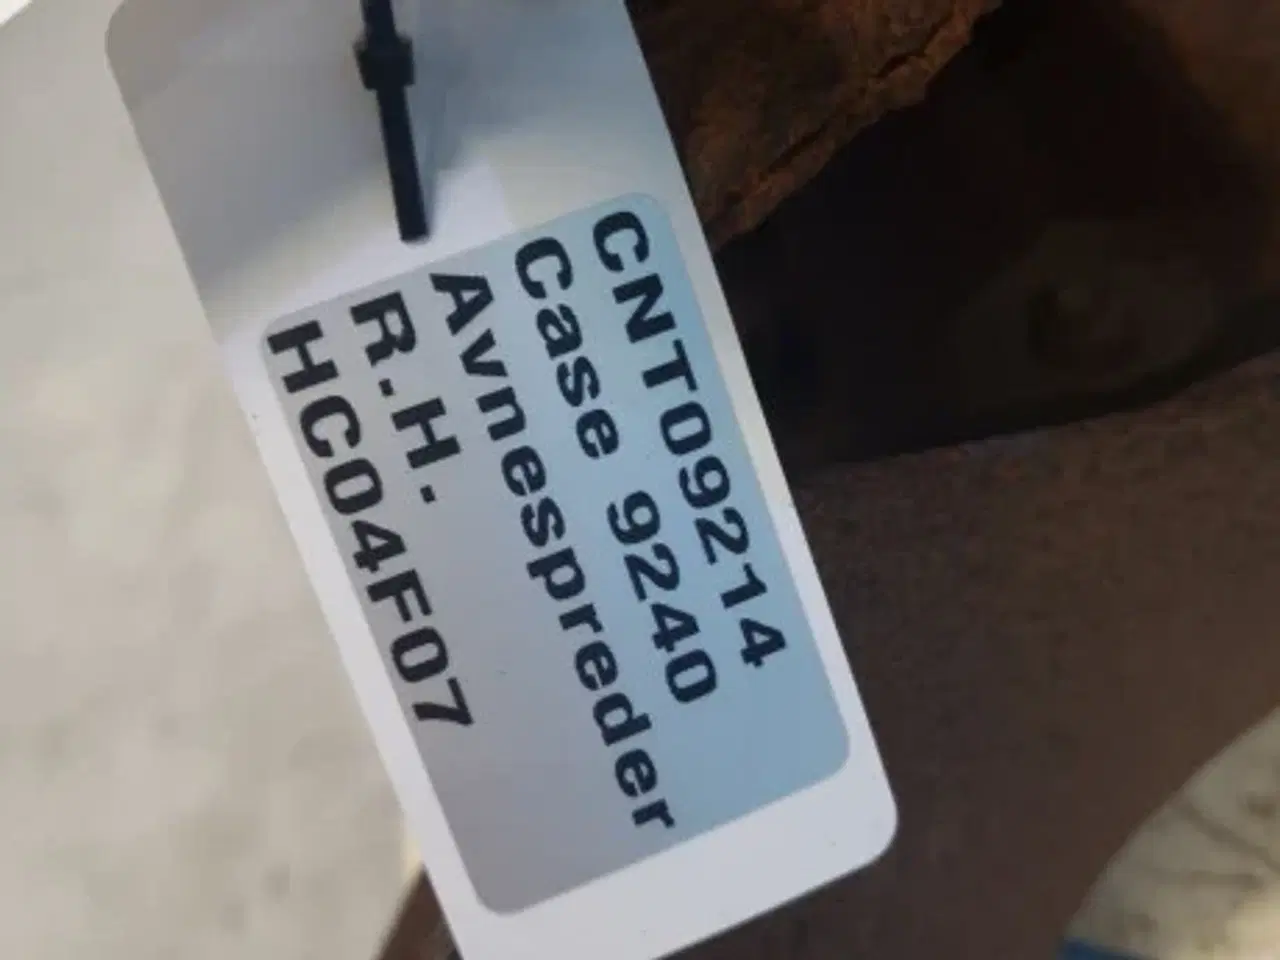 CNT09214
Case 9240
Avnespreder
R.H.
HC04F07